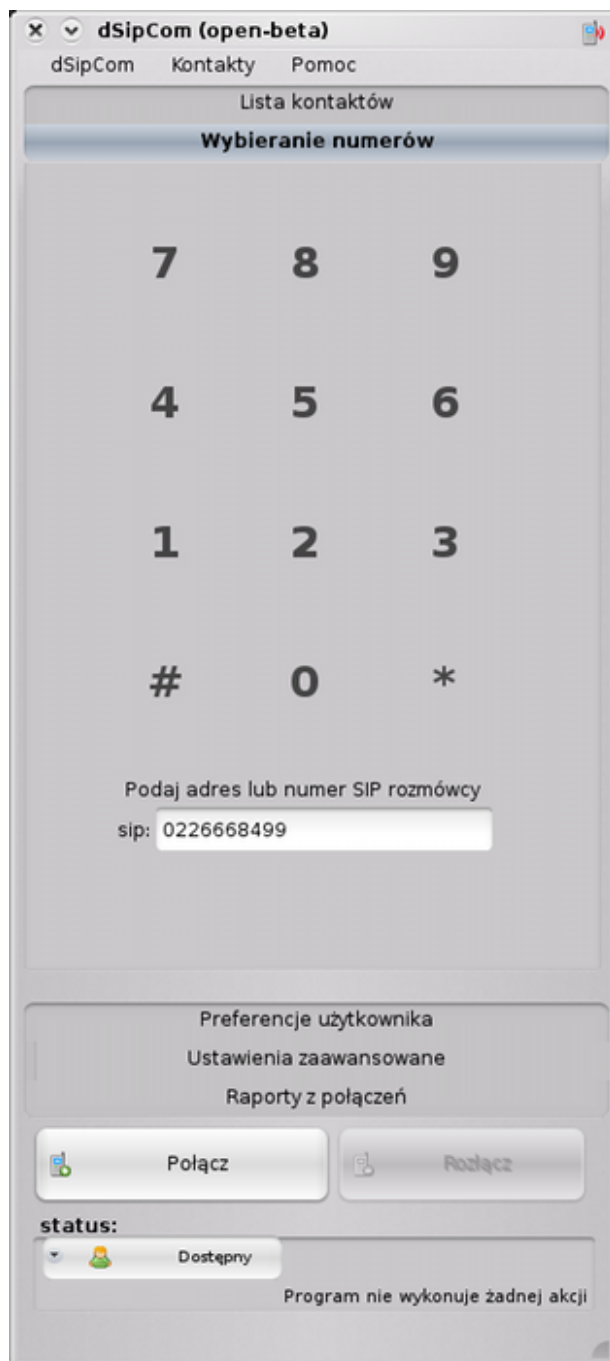 dSipCom (open-beta)
dSipCom Kontakty Pomoc
Lista kontaktów
Wybieranie numerów
7 8 9
4 5 6
1 2 3
# 0 *
Podaj adres lub numer SIP rozmówcy
sip: 0226668499
Preferencje użytkownika
Ustawienia zaawansowane
Raporty z połączeń
Połącz Rozłącz
status:
Dostępny
Program nie wykonuje żadnej akcji